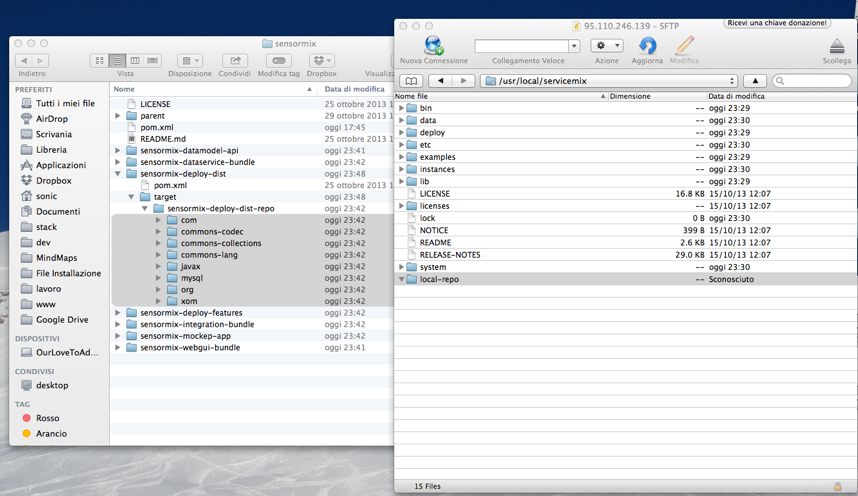 sensormix
Indietro
Vista
Disposizione
Condividi
Modifica tag
Dropbox
Visualiz
PREFERITI
Tutti i miei file
AirDrop
Scrivania
Libreria
Applicazioni
Dropbox
sonic
Documenti
stack
dev
MindMaps
File Installazione
lavoro
www
Google Drive
DISPOSITIVI
OurLoveToAd...
CONDIVISI
desktop
TAG
Rosso
Arancio
Nome Data di modifica
LICENSE 25 ottobre 2013 1
parent 29 ottobre 2013 1
pom.xml oggi 17:45
README.md 25 ottobre 2013 1
sensormix-datamodel-api oggi 23:41
sensormix-dataservice-bundle oggi 23:42
sensormix-deploy-dist oggi 23:48
pom.xml 25 ottobre 2013 1
target oggi 23:48
sensormix-deploy-dist-repo oggi 23:42
com oggi 23:42
commons-codec oggi 23:42
commons-collections oggi 23:42
commons-lang oggi 23:42
javax oggi 23:42
mysql oggi 23:42
org oggi 23:42
xom oggi 23:42
sensormix-deploy-features oggi 23:42
sensormix-integration-bundle oggi 23:42
sensormix-mockep-app oggi 23:42
sensormix-webgui-bundle oggi 23:41
95.110.246.139 – SFTP
Ricevi una chiave donazione!
Nuova Connessione
Collegamento Veloce
Azione
Aggiorna
Modifica
Scollega
/usr/local/servicemix
Nome file Dimensione Data di modifica
bin -- oggi 23:29
data -- oggi 23:30
deploy -- oggi 23:29
etc -- oggi 23:30
examples -- oggi 23:29
instances -- oggi 23:30
lib -- oggi 23:29
LICENSE 16.8 KB 15/10/13 12:07
licenses -- oggi 23:29
lock 0 B oggi 23:30
NOTICE 399 B 15/10/13 12:07
README 2.6 KB 15/10/13 12:07
RELEASE-NOTES 29.0 KB 15/10/13 12:07
system -- oggi 23:30
local-repo -- Sconosciuto
15 Files